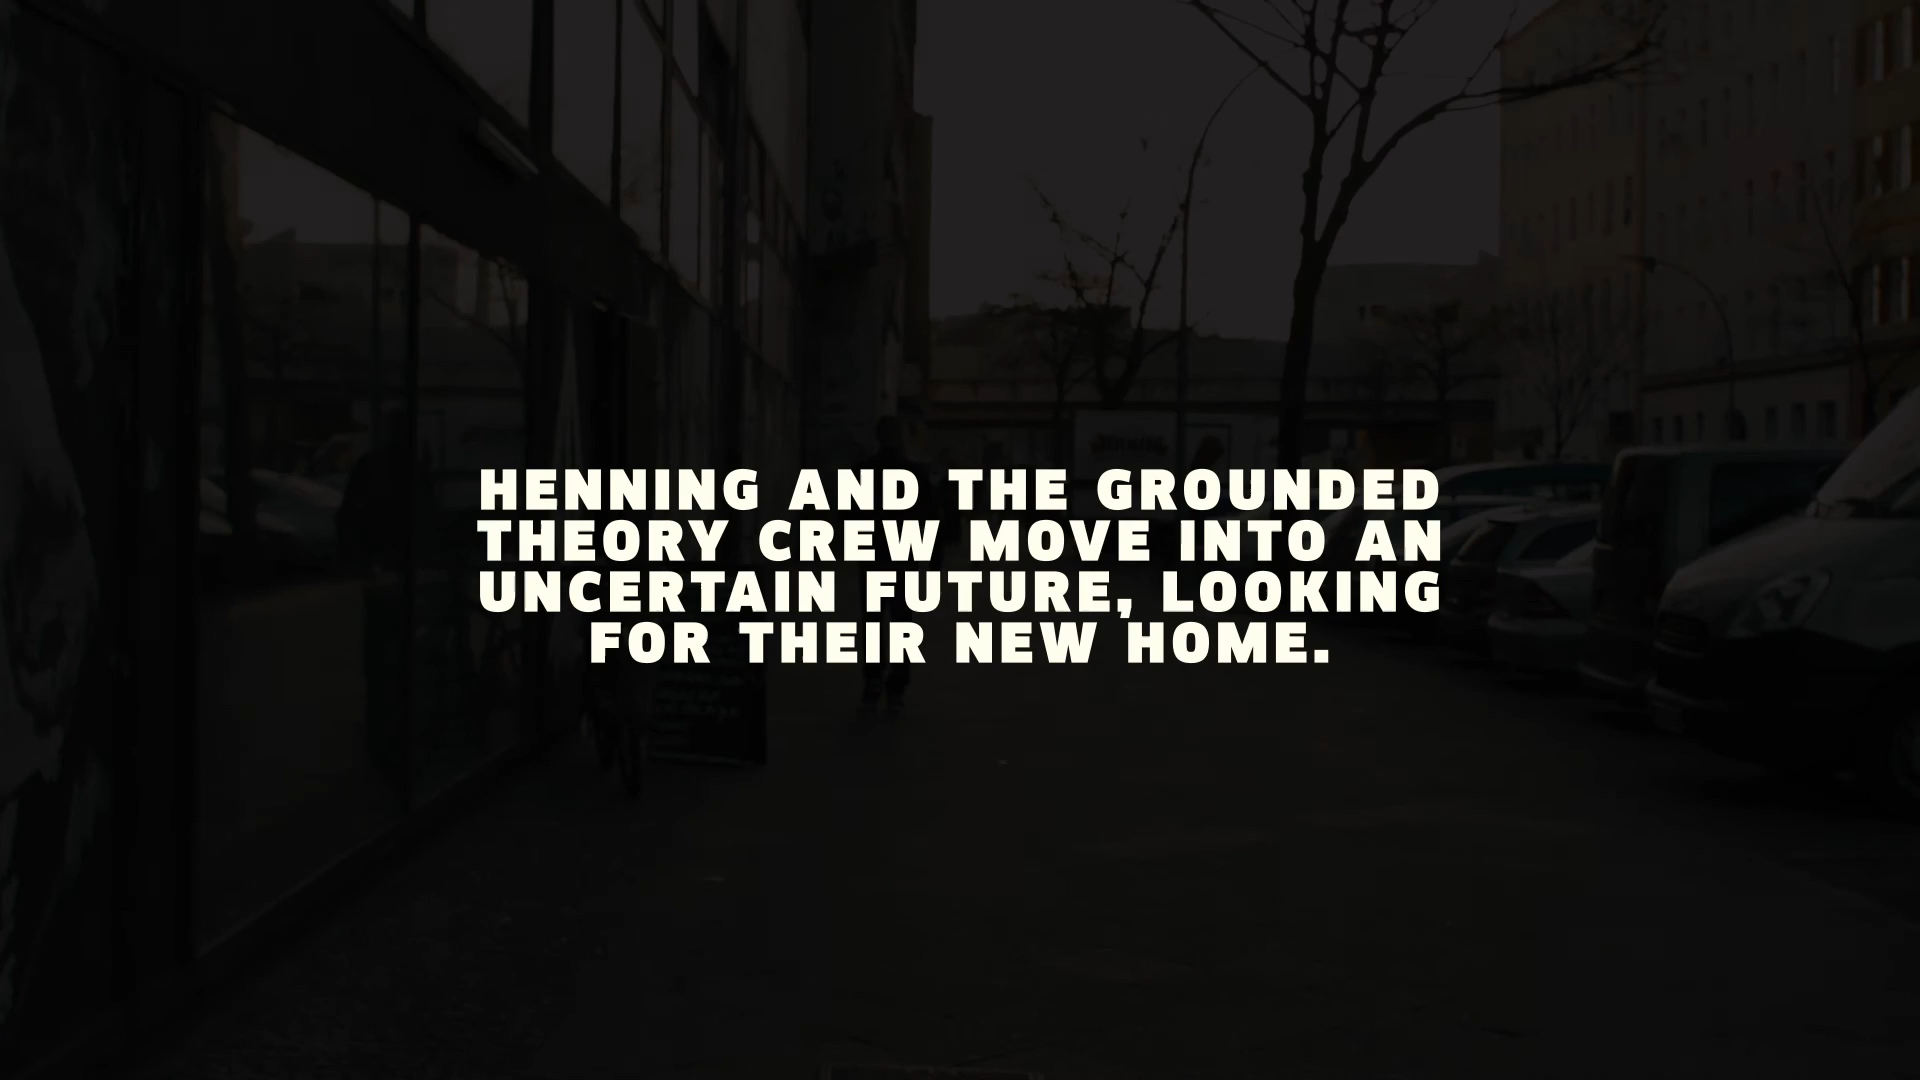 HENNING AND THE GROUNDED
THEORY CREW MOVE INTO AN
UNCERTAIN FUTURE, LOOKING
FOR THEIR NEW HOME.